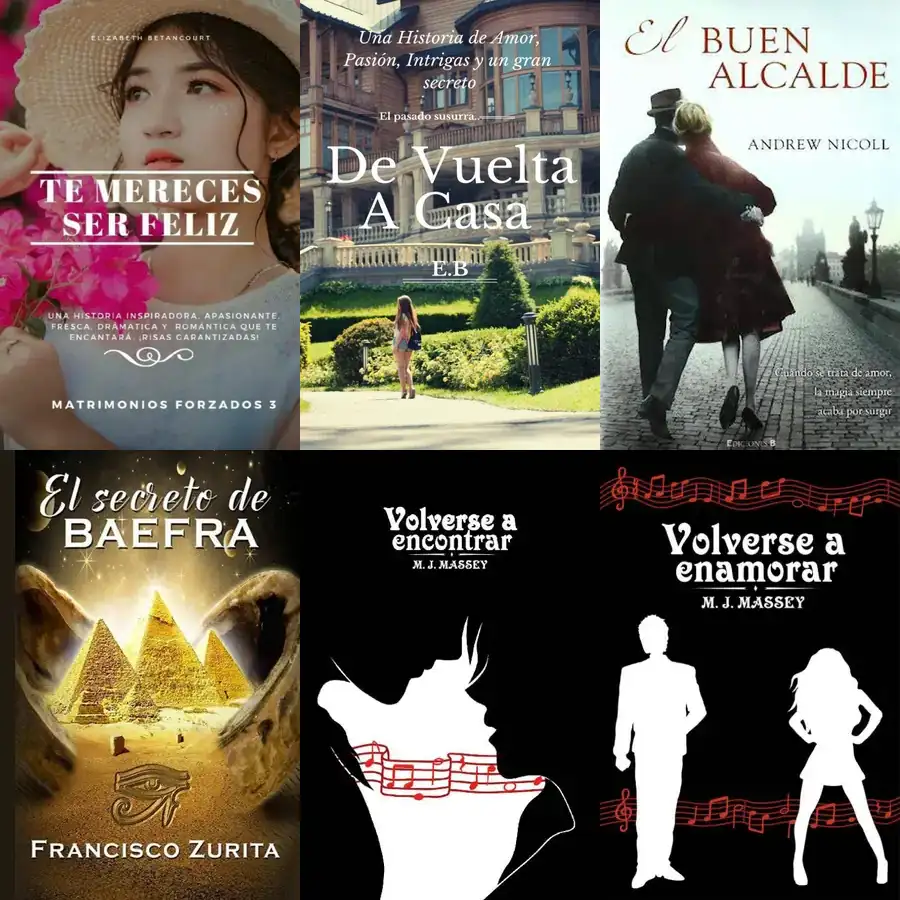 ELIZABETH BETANCOURT
TE MERECES
SER FELIZ
UNA HISTORIA INSPIRADORA, APASIONANTE,
FRESCA, DRAMÁTICA Y ROMÁNTICA QUE TE
ENCANTARÁ. ¡RISAS GARANTIZADAS!
MATRIMONIOS FORZADOS 3
Una Historia de Amor,
Pasión, Intrigas y un gran
secreto
El pasado susurra..
De Vuelta
A Casa
E.B
El BUEN
ALCALDE
ANDREW NICOLL
Cuando se trata de amor,
la magia siempre
acaba por surgir
EDICIONES B
El secreto de
BAEFRA
FRANCISCO ZURITA
Volverse a
encontrar
M. J. MASSEY
Volverse a
enamorar
M. J. MASSEY